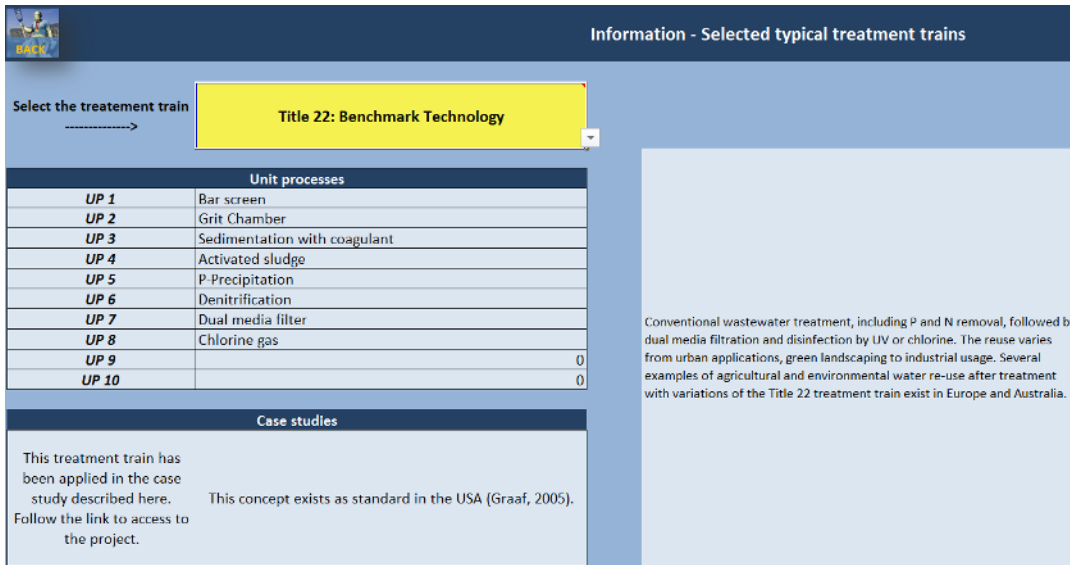 BACK
Information - Selected typical treatment trains
Select the treatement train
-------------->
Title 22: Benchmark Technology
Unit processes
UP 1 Bar screen
UP 2 Grit Chamber
UP 3 Sedimentation with coagulant
UP 4 Activated sludge
UP 5 P-Precipitation
UP 6 Denitrification
UP 7 Dual media filter
UP 8 Chlorine gas
UP 9 0
UP 10 0
Case studies
This treatment train has
been applied in the case
study described here.
Follow the link to access to
the project.
This concept exists as standard in the USA (Graaf, 2005).
Conventional wastewater treatment, including P and N removal, followed b
dual media filtration and disinfection by UV or chlorine. The reuse varies
from urban applications, green landscaping to industrial usage. Several
examples of agricultural and environmental water re-use after treatment
with variations of the Title 22 treatment train exist in Europe and Australia.